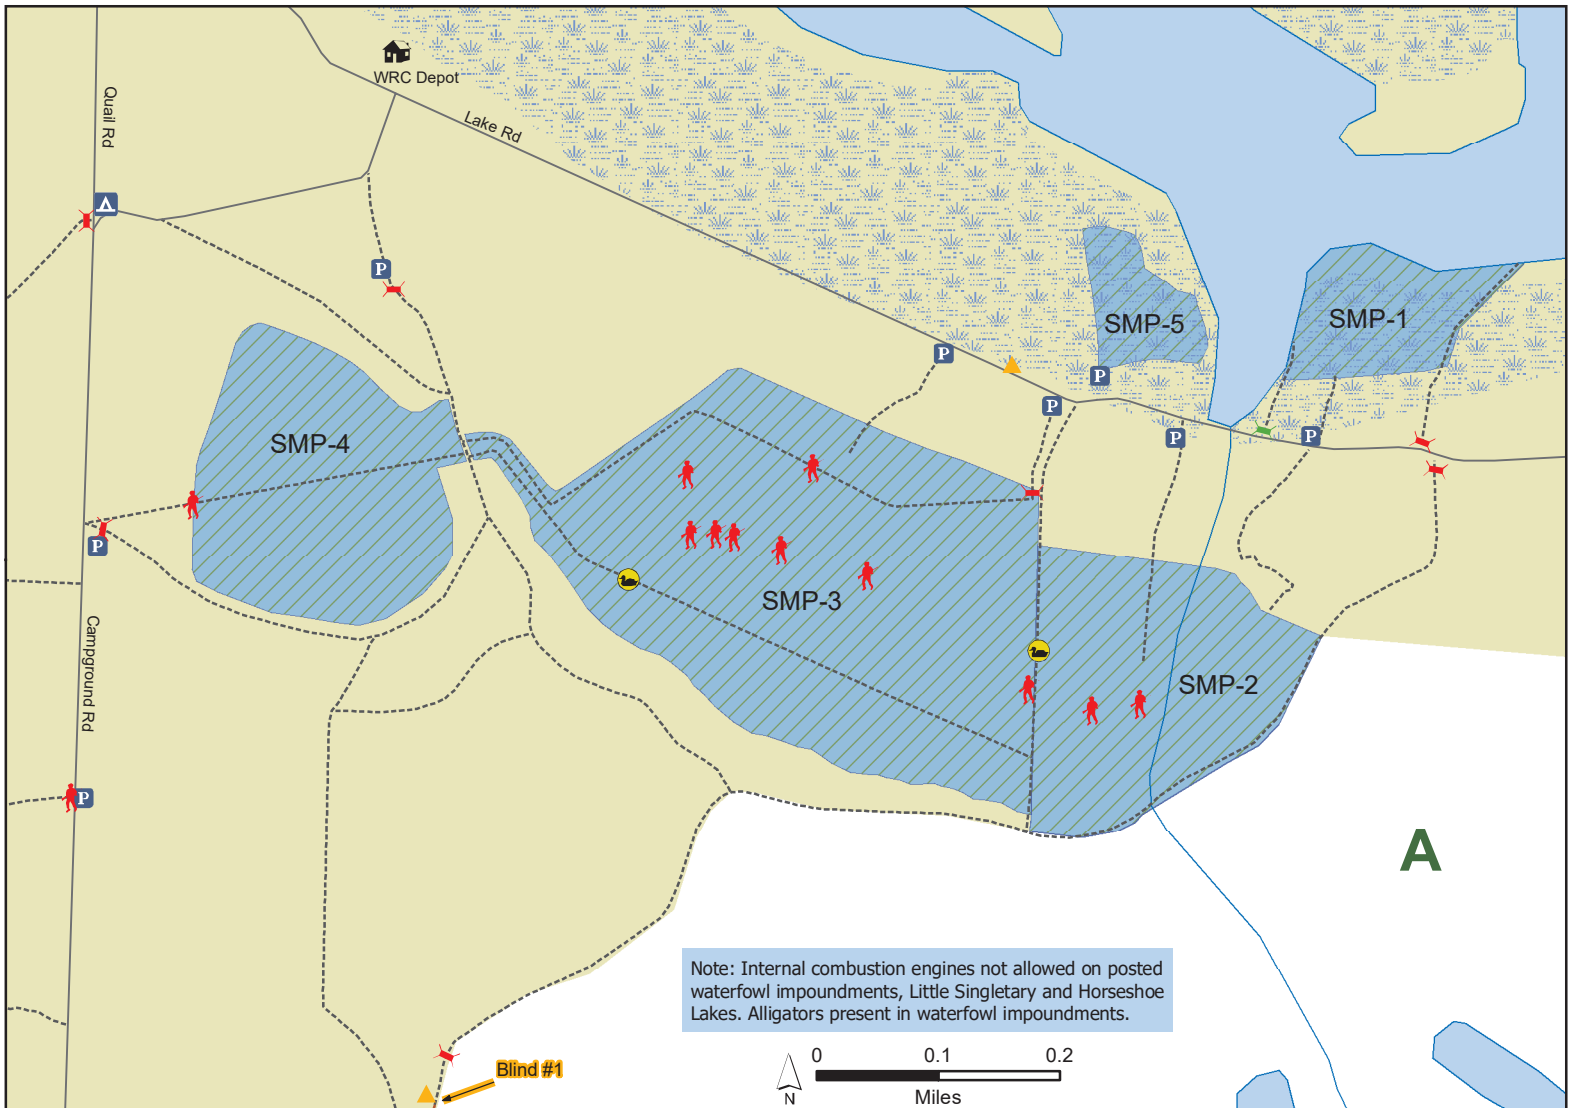 WRC Depot
Quail Rd
Lake Rd
P
P
SMP-5
SMP-1
P
P
P
P
SMP-4
P
SMP-3
SMP-2
Campground Rd
P
A
Note: Internal combustion engines not allowed on posted
waterfowl impoundments, Little Singletary and Horseshoe
Lakes. Alligators present in waterfowl impoundments.
Blind #1
0 0.1 0.2
N
Miles